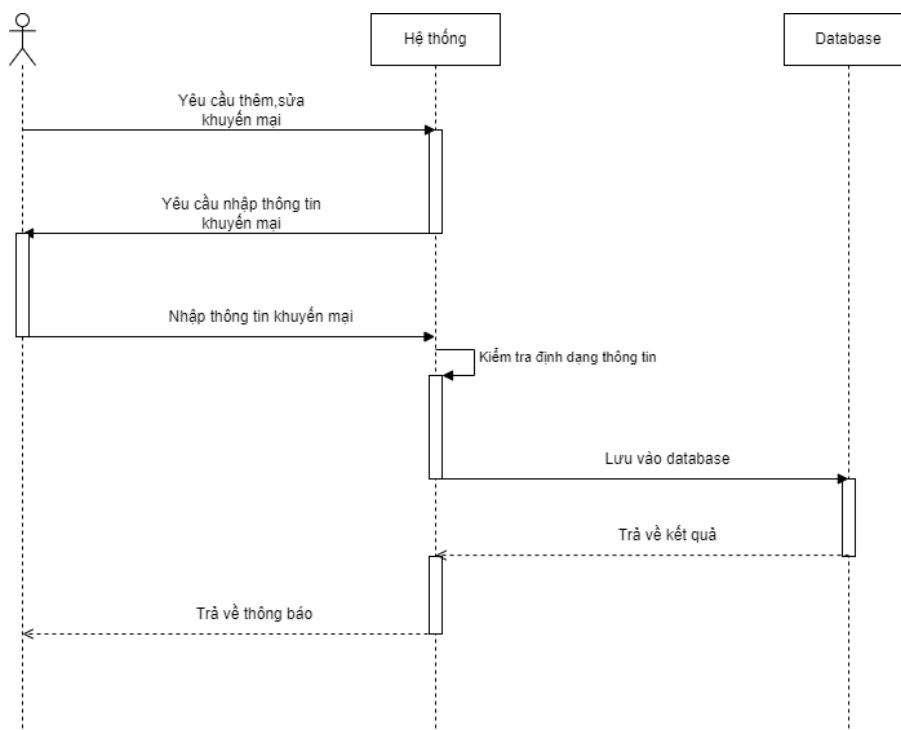 Hệ thống
Database
Yêu cầu thêm,sửa
khuyến mại
Yêu cầu nhập thông tin
khuyến mại
Nhập thông tin khuyến mại
Kiểm tra định dạng thông tin
Lưu vào database
Trả về kết quả
Trả về thông báo